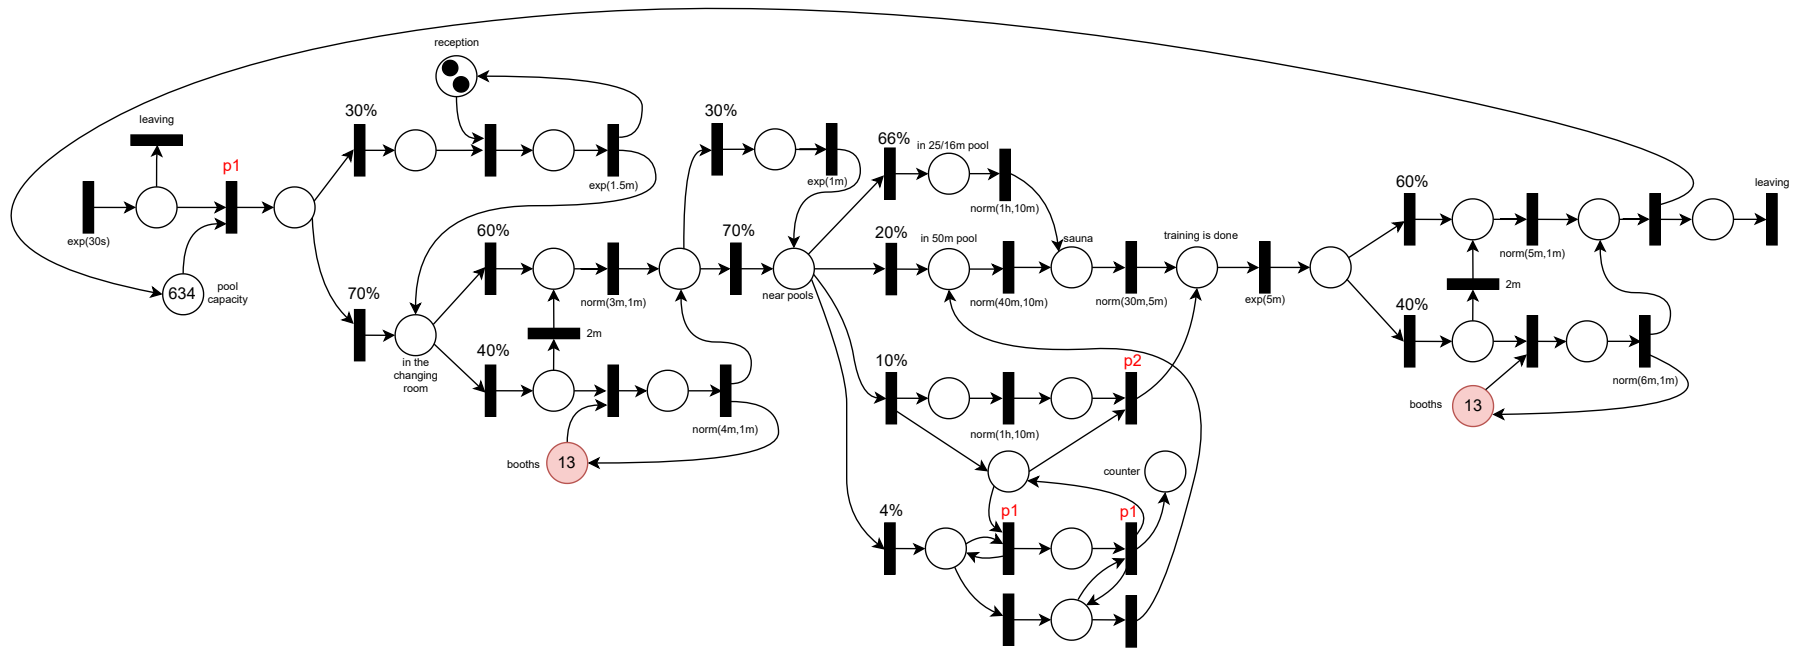 reception
30%
30%
leaving
66%
in 25/16m pool
p1
exp(1.5m)
exp(1m)
60%
leaving
norm(1h,10m)
exp(30s)
60%
70%
20%
in 50m pool
sauna
training is done
norm(5m,1m)
634
pool
capacity
70%
norm(3m,1m)
near pools
norm(40m,10m)
norm(30m,5m)
exp(5m)
2m
40%
2m
in the
changing
room
40%
10%
p2
norm(6m,1m)
norm(4m,1m)
norm(1h,10m)
booths
13
booths
13
counter
4%
p1
p1